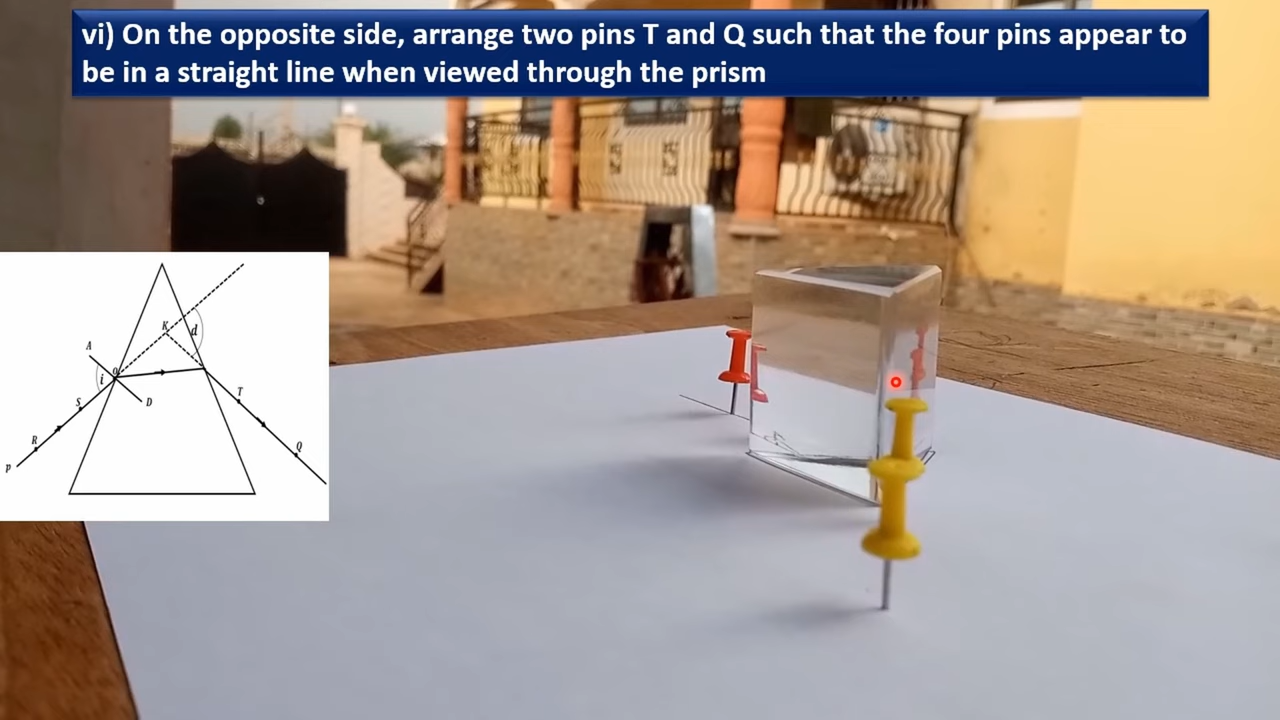 vi) On the opposite side, arrange two pins T and Q such that the four pins appear to
be in a straight line when viewed through the prism
K
d
A
i
O
D
S
T
R
Q
P